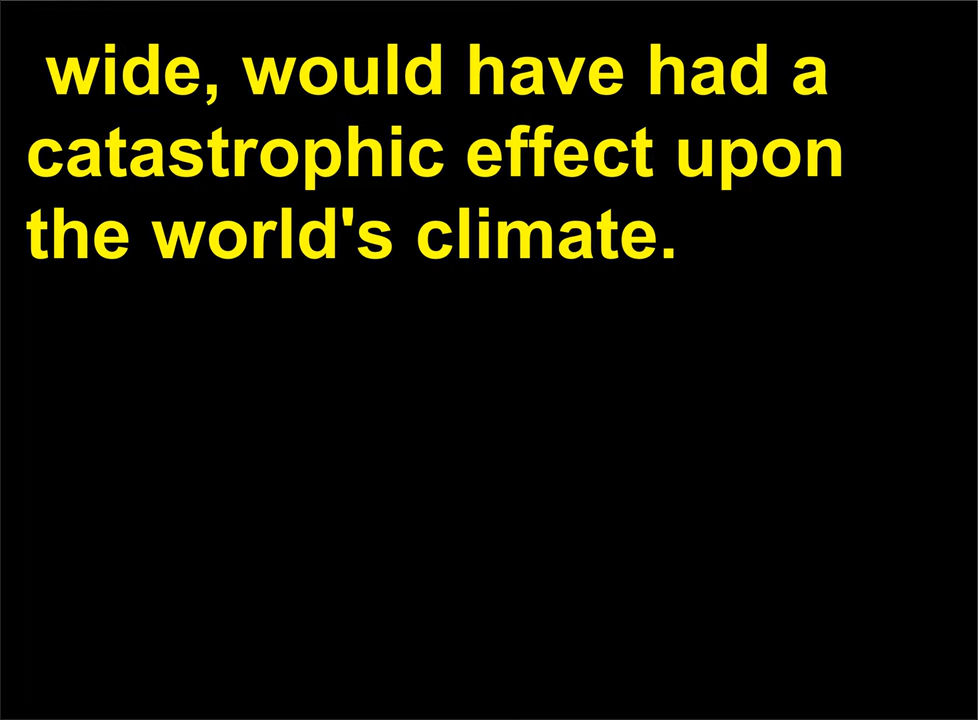 wide, would have had a
catastrophic effect upon
the world's climate.